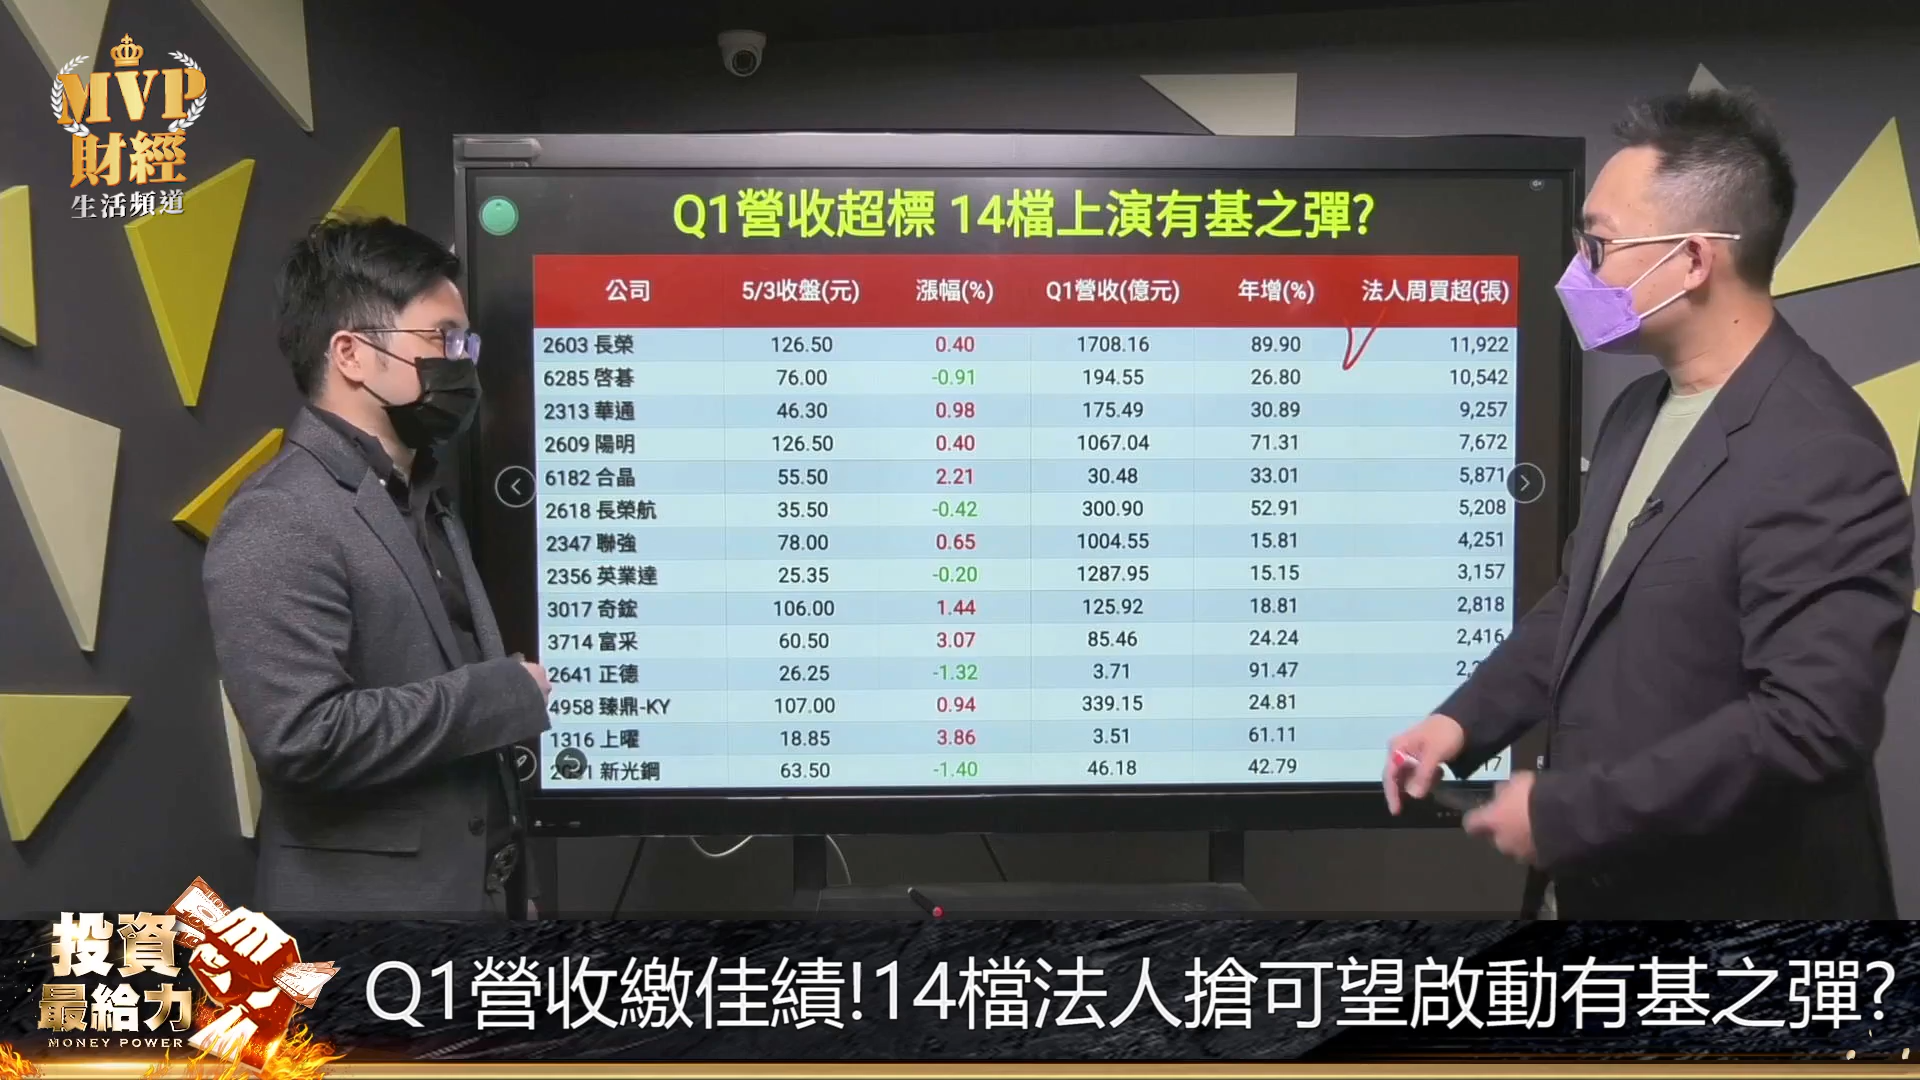 MVP
財經
生活頻道
Q1營收超標 14檔上演有基之彈?
公司 5/3收盤(元) 漲幅(%) Q1營收(億元) 年增(%) 法人周買超(張)
2603 長榮 126.50 0.40 1708.16 89.90 11,922
6285 啓碁 76.00 -0.91 194.55 26.80 10,542
2313 華通 46.30 0.98 175.49 30.89 9,257
2609 陽明 126.50 0.40 1067.04 71.31 7,672
6182 合晶 55.50 2.21 30.48 33.01 5,871
2618 長榮航 35.50 -0.42 300.90 52.91 5,208
2347 聯強 78.00 0.65 1004.55 15.81 4,251
2356 英業達 25.35 -0.20 1287.95 15.15 3,157
3017 奇鋐 106.00 1.44 125.92 18.81 2,818
3714 富采 60.50 3.07 85.46 24.24 2,416
2641 正德 26.25 -1.32 3.71 91.47
4958 臻鼎-KY 107.00 0.94 339.15 24.81
1316 上曜 18.85 3.86 3.51 61.11
新光鋼 63.50 -1.40 46.18 42.79
投資
最給力
MONEY POWER
Q1營收繳佳績!14檔法人搶可望啟動有基之彈?